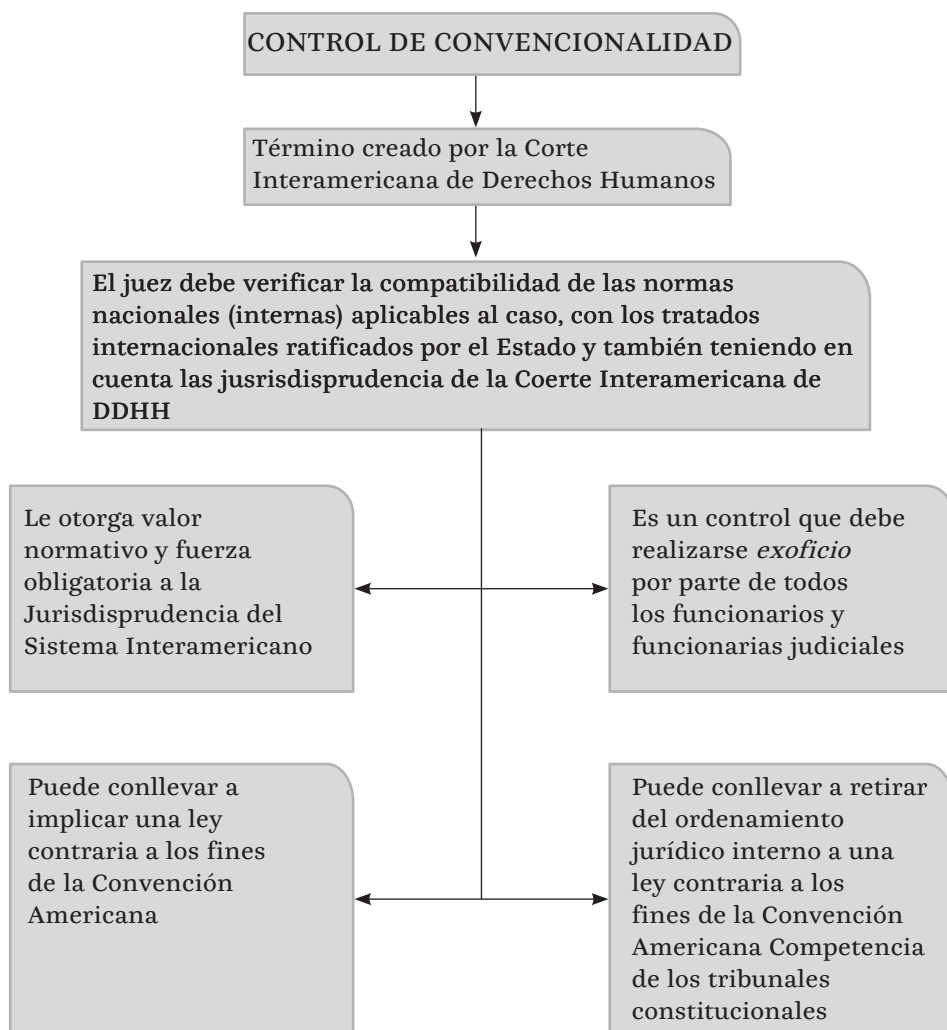 CONTROL DE CONVENCIONALIDAD
Término creado por la Corte
Interamericana de Derechos Humanos
El juez debe verificar la compatibilidad de las normas
nacionales (internas) aplicables al caso, con los tratados
internacionales ratificados por el Estado y también teniendo en
cuenta las jusrisdisprudencia de la Coerte Interamericana de
DDHH
Le otorga valor
normativo y fuerza
obligatoria a la
Jurisdisprudencia del
Sistema Interamericano
Es un control que debe
realizarse exoficio
por parte de todos
los funcionarios y
funcionarias judiciales
Puede conllevar a
implicar una ley
contraria a los fines
de la Convención
Americana
Puede conllevar a retirar
del ordenamiento
jurídico interno a una
ley contraria a los
fines de la Convención
Americana Competencia
de los tribunales
constitucionales